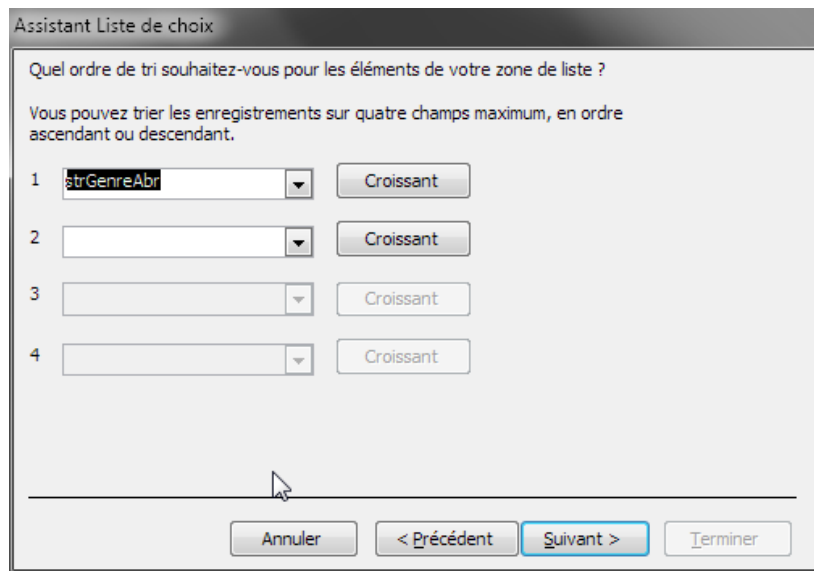 Assistant Liste de choix
Quel ordre de tri souhaitez-vous pour les éléments de votre zone de liste ?
Vous pouvez trier les enregistrements sur quatre champs maximum, en ordre
ascendant ou descendant.
1 strGenreAbr Croissant
2 Croissant
3 Croissant
4 Croissant
Annuler < Précédent Suivant > Terminer